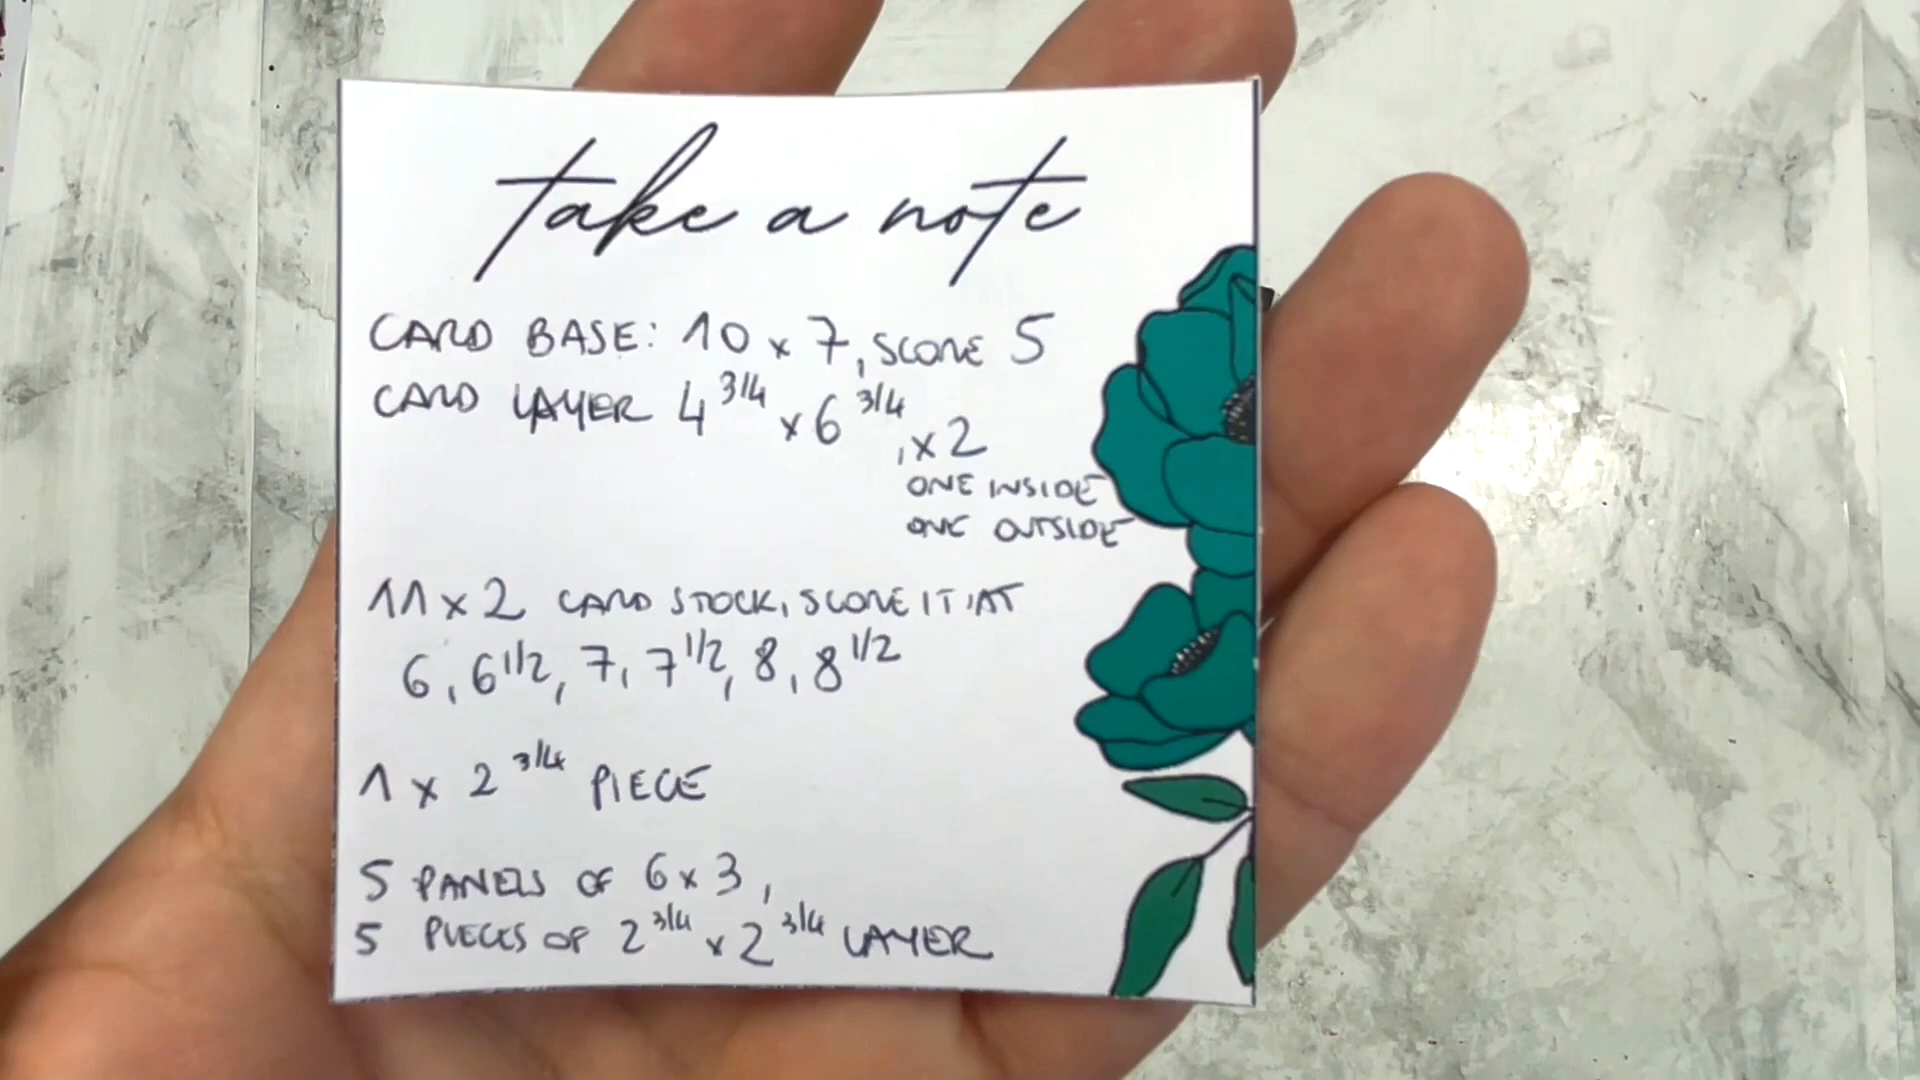 take a note
CARD BASE: 10 x 7, SCORE 5
CARD LAYER 4 3/4 x 6 3/4, x 2
ONE INSIDE
ONE OUTSIDE
11 x 2 CARD STOCK, SCORE IT AT
6, 6 1/2, 7, 7 1/2, 8, 8 1/2
1 x 2 3/4 PIECE
5 PANELS OF 6 x 3,
5 PIECES OF 2 3/4 x 2 3/4 LAYER